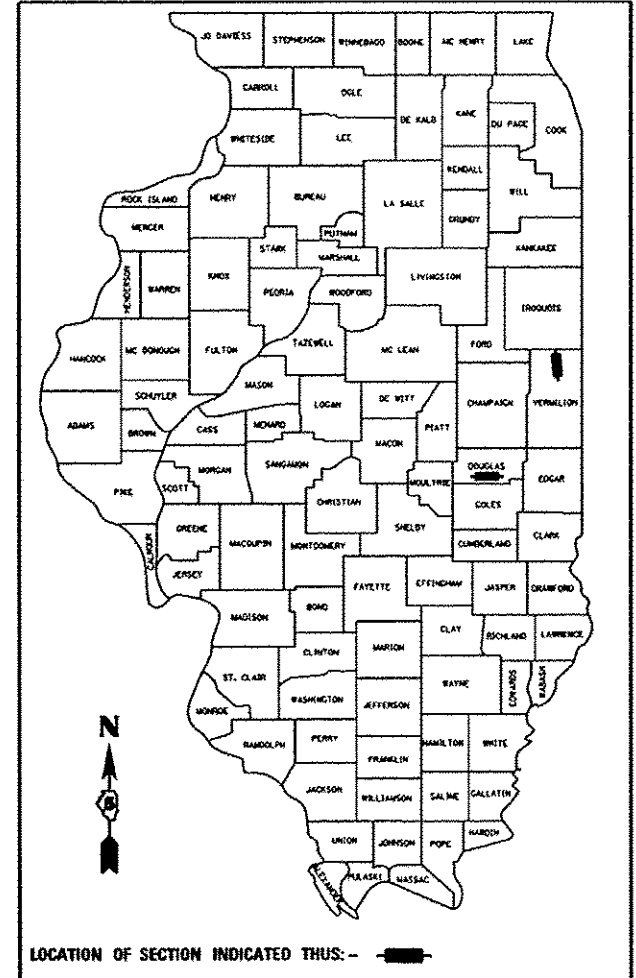 JO DAVIESS STEPHENSON WINNEBAGO BOONE MC HENRY LAKE
CARROLL OGLE DE KALB KANE DU PAGE COOK
WHITESIDE LEE KENDALL WILL
ROCK ISLAND HENRY BUREAU LA SALLE GRUNDY
MERCER PUTNAM KANKAKEE
STARK MARSHALL
HENDERSON WARREN KNOX PEORIA WOODFORD LIVINGSTON IROQUOIS
HANCOCK MC DONOUGH FULTON TAZEWELL MC LEAN FORD
SCHUYLER MASON LOGAN DE WITT CHAMPAIGN VERMILION
ADAMS BROWN CASS MENARD MACON PIATT
PIKE SCOTT MORGAN SANGAMON CHRISTIAN MOULTRIE DOUGLAS EDGAR
COLES
CALHOUN GREENE MACOUPIN MONTGOMERY SHELBY CUMBERLAND CLARK
JERSEY FAYETTE EFFINGHAM JASPER CRAWFORD
MADISON BOND CLAY RICHLAND LAWRENCE
CLINTON MARION
ST. CLAIR WASHINGTON JEFFERSON WAYNE EDWARDS WABASH
MONROE
RANDOLPH PERRY FRANKLIN HAMILTON WHITE
JACKSON WILLIAMSON SALINE GALLATIN
UNION JOHNSON POPE HARDIN
ALEXANDER PULASKI MASSAC
N
LOCATION OF SECTION INDICATED THUS:-